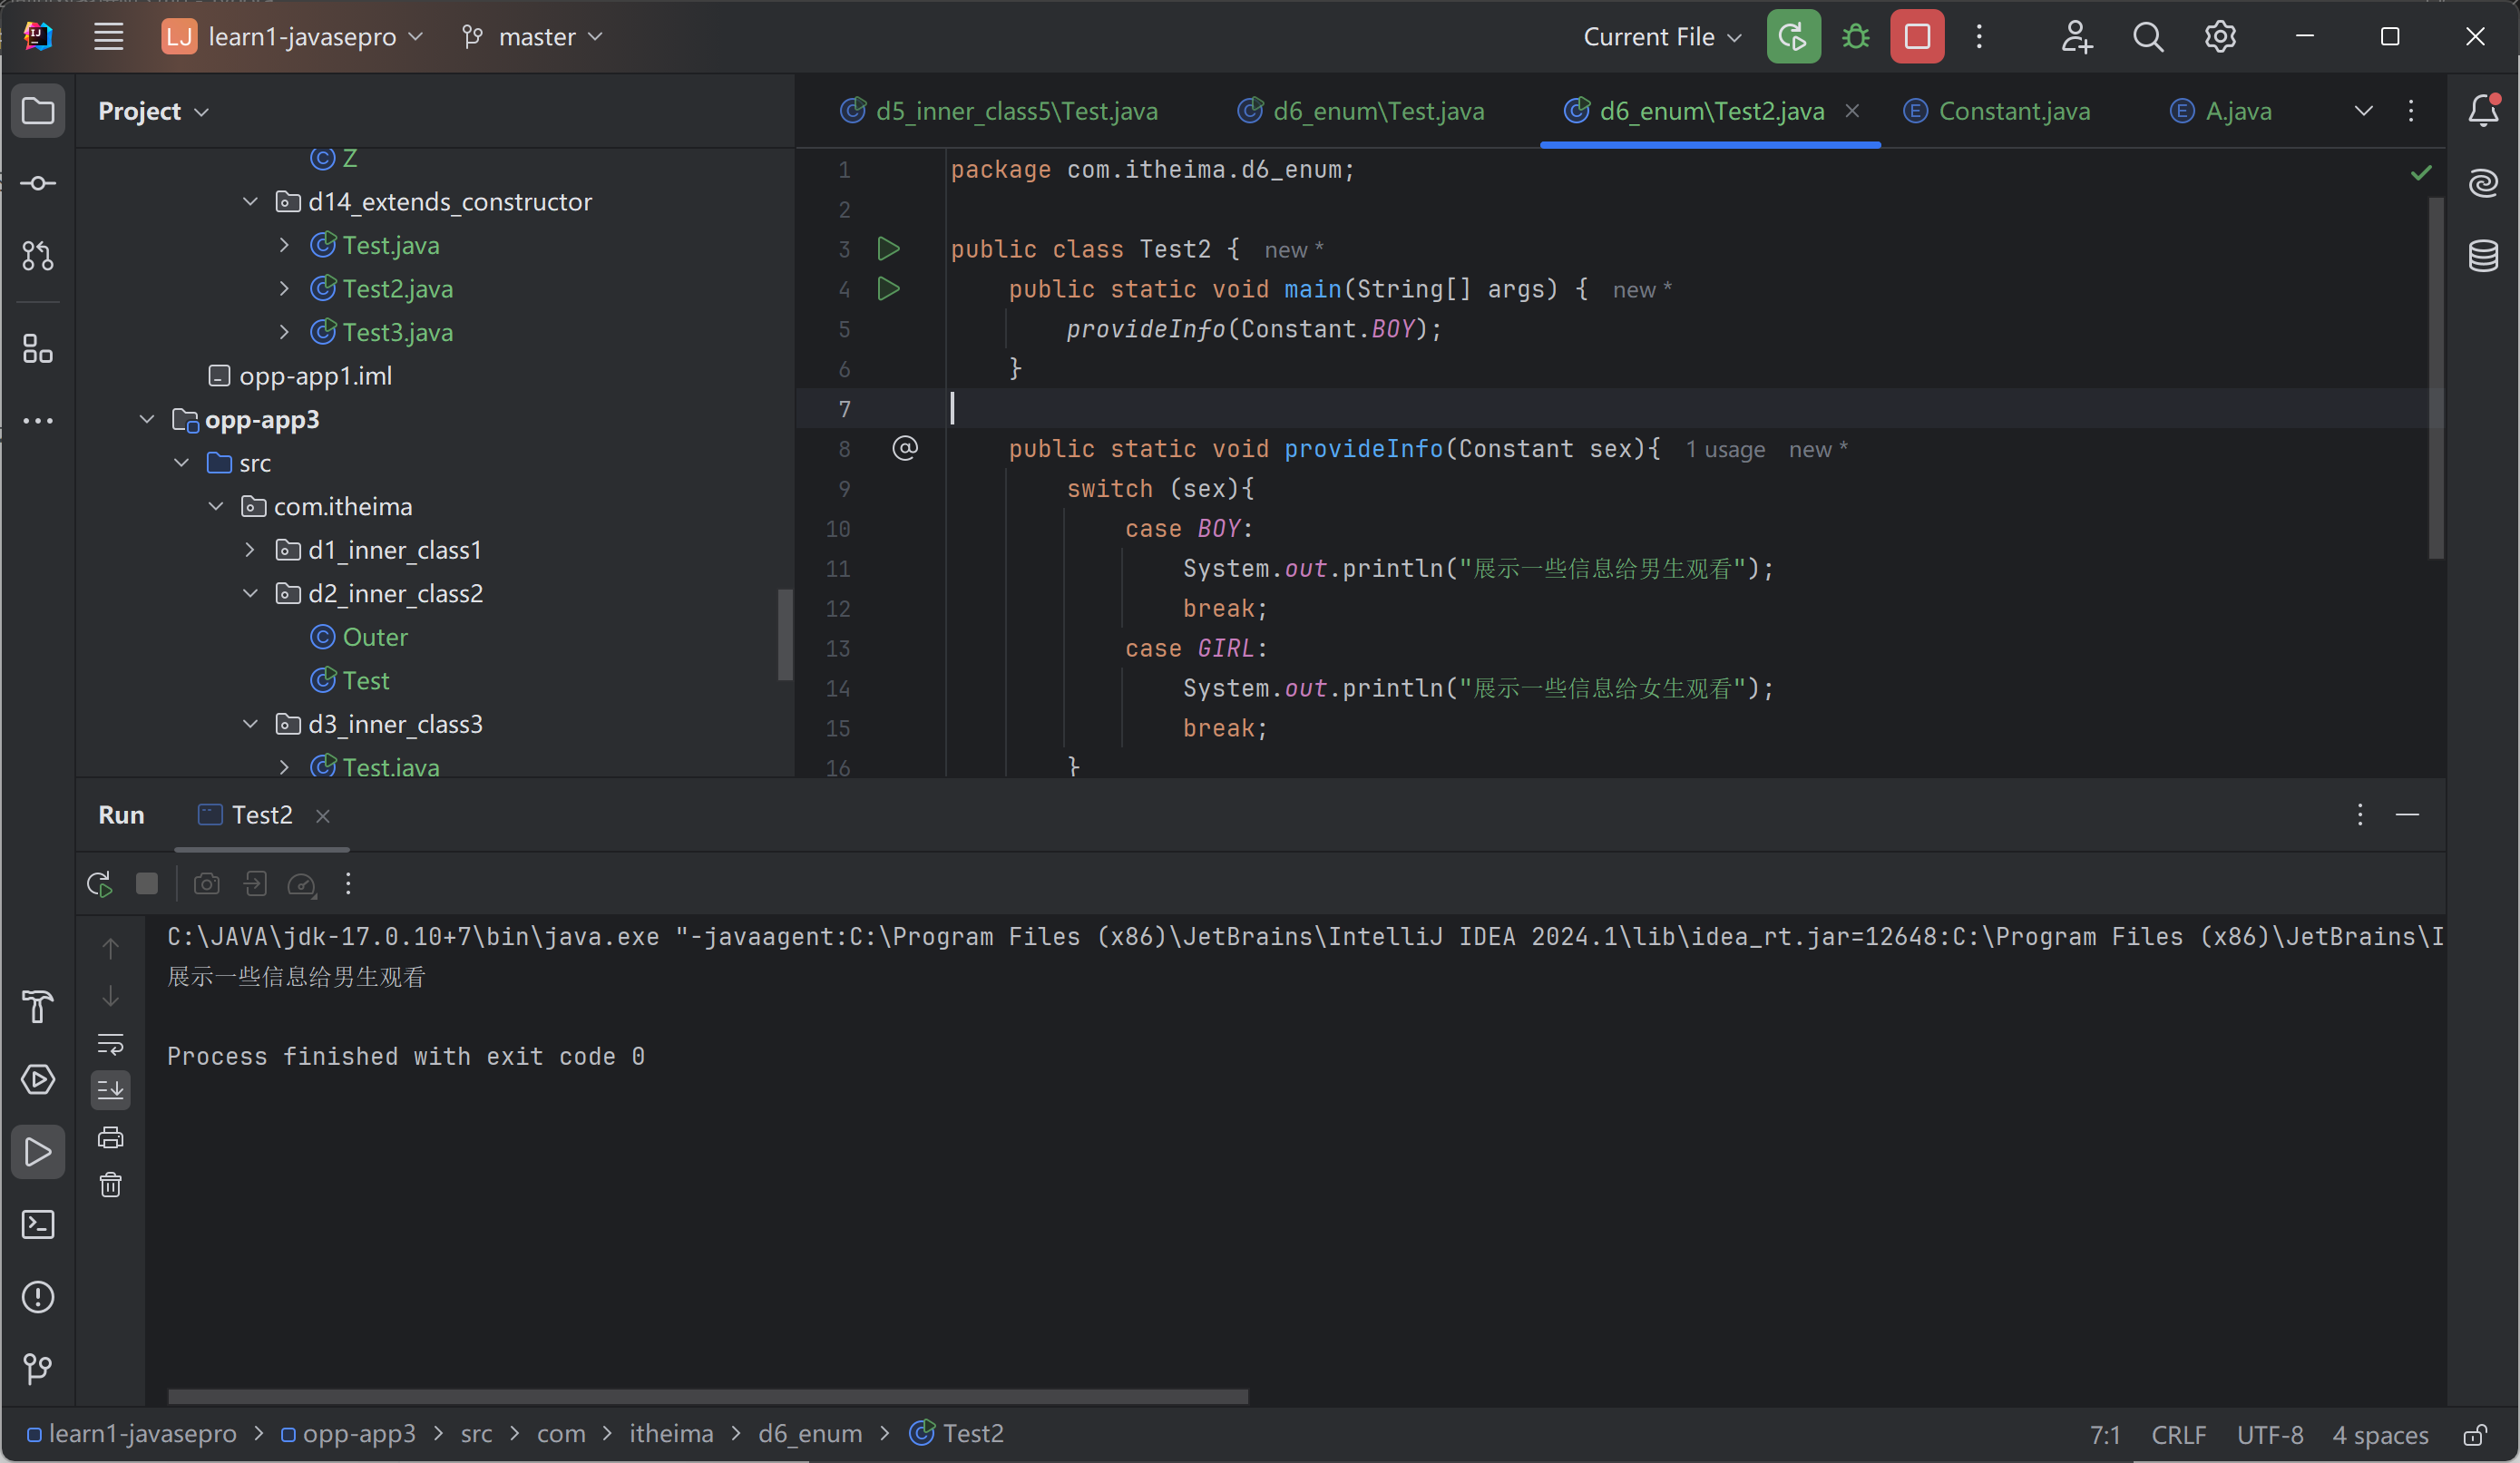 LJ learn1-javasepro master Current File
Project
d5_inner_class5\Test.java d6_enum\Test.java d6_enum\Test2.java Constant.java A.java
Z
d14_extends_constructor
Test.java
Test2.java
Test3.java
opp-app1.iml
opp-app3
src
com.itheima
d1_inner_class1
d2_inner_class2
Outer
Test
d3_inner_class3
Test.java
1 package com.itheima.d6_enum;
2
3 public class Test2 { new *
4 public static void main(String[] args) { new *
5 provideInfo(Constant.BOY);
6 }
7
8 @ public static void provideInfo(Constant sex){ 1 usage new *
9 switch (sex){
10 case BOY:
11 System.out.println("展示一些信息给男生观看");
12 break;
13 case GIRL:
14 System.out.println("展示一些信息给女生观看");
15 break;
16 }
Run Test2
C:\JAVA\jdk-17.0.10+7\bin\java.exe "-javaagent:C:\Program Files (x86)\JetBrains\IntelliJ IDEA 2024.1\lib\idea_rt.jar=12648:C:\Program Files (x86)\JetBrains\I
展示一些信息给男生观看
Process finished with exit code 0
learn1-javasepro > opp-app3 > src > com > itheima > d6_enum > Test2 7:1 CRLF UTF-8 4 spaces